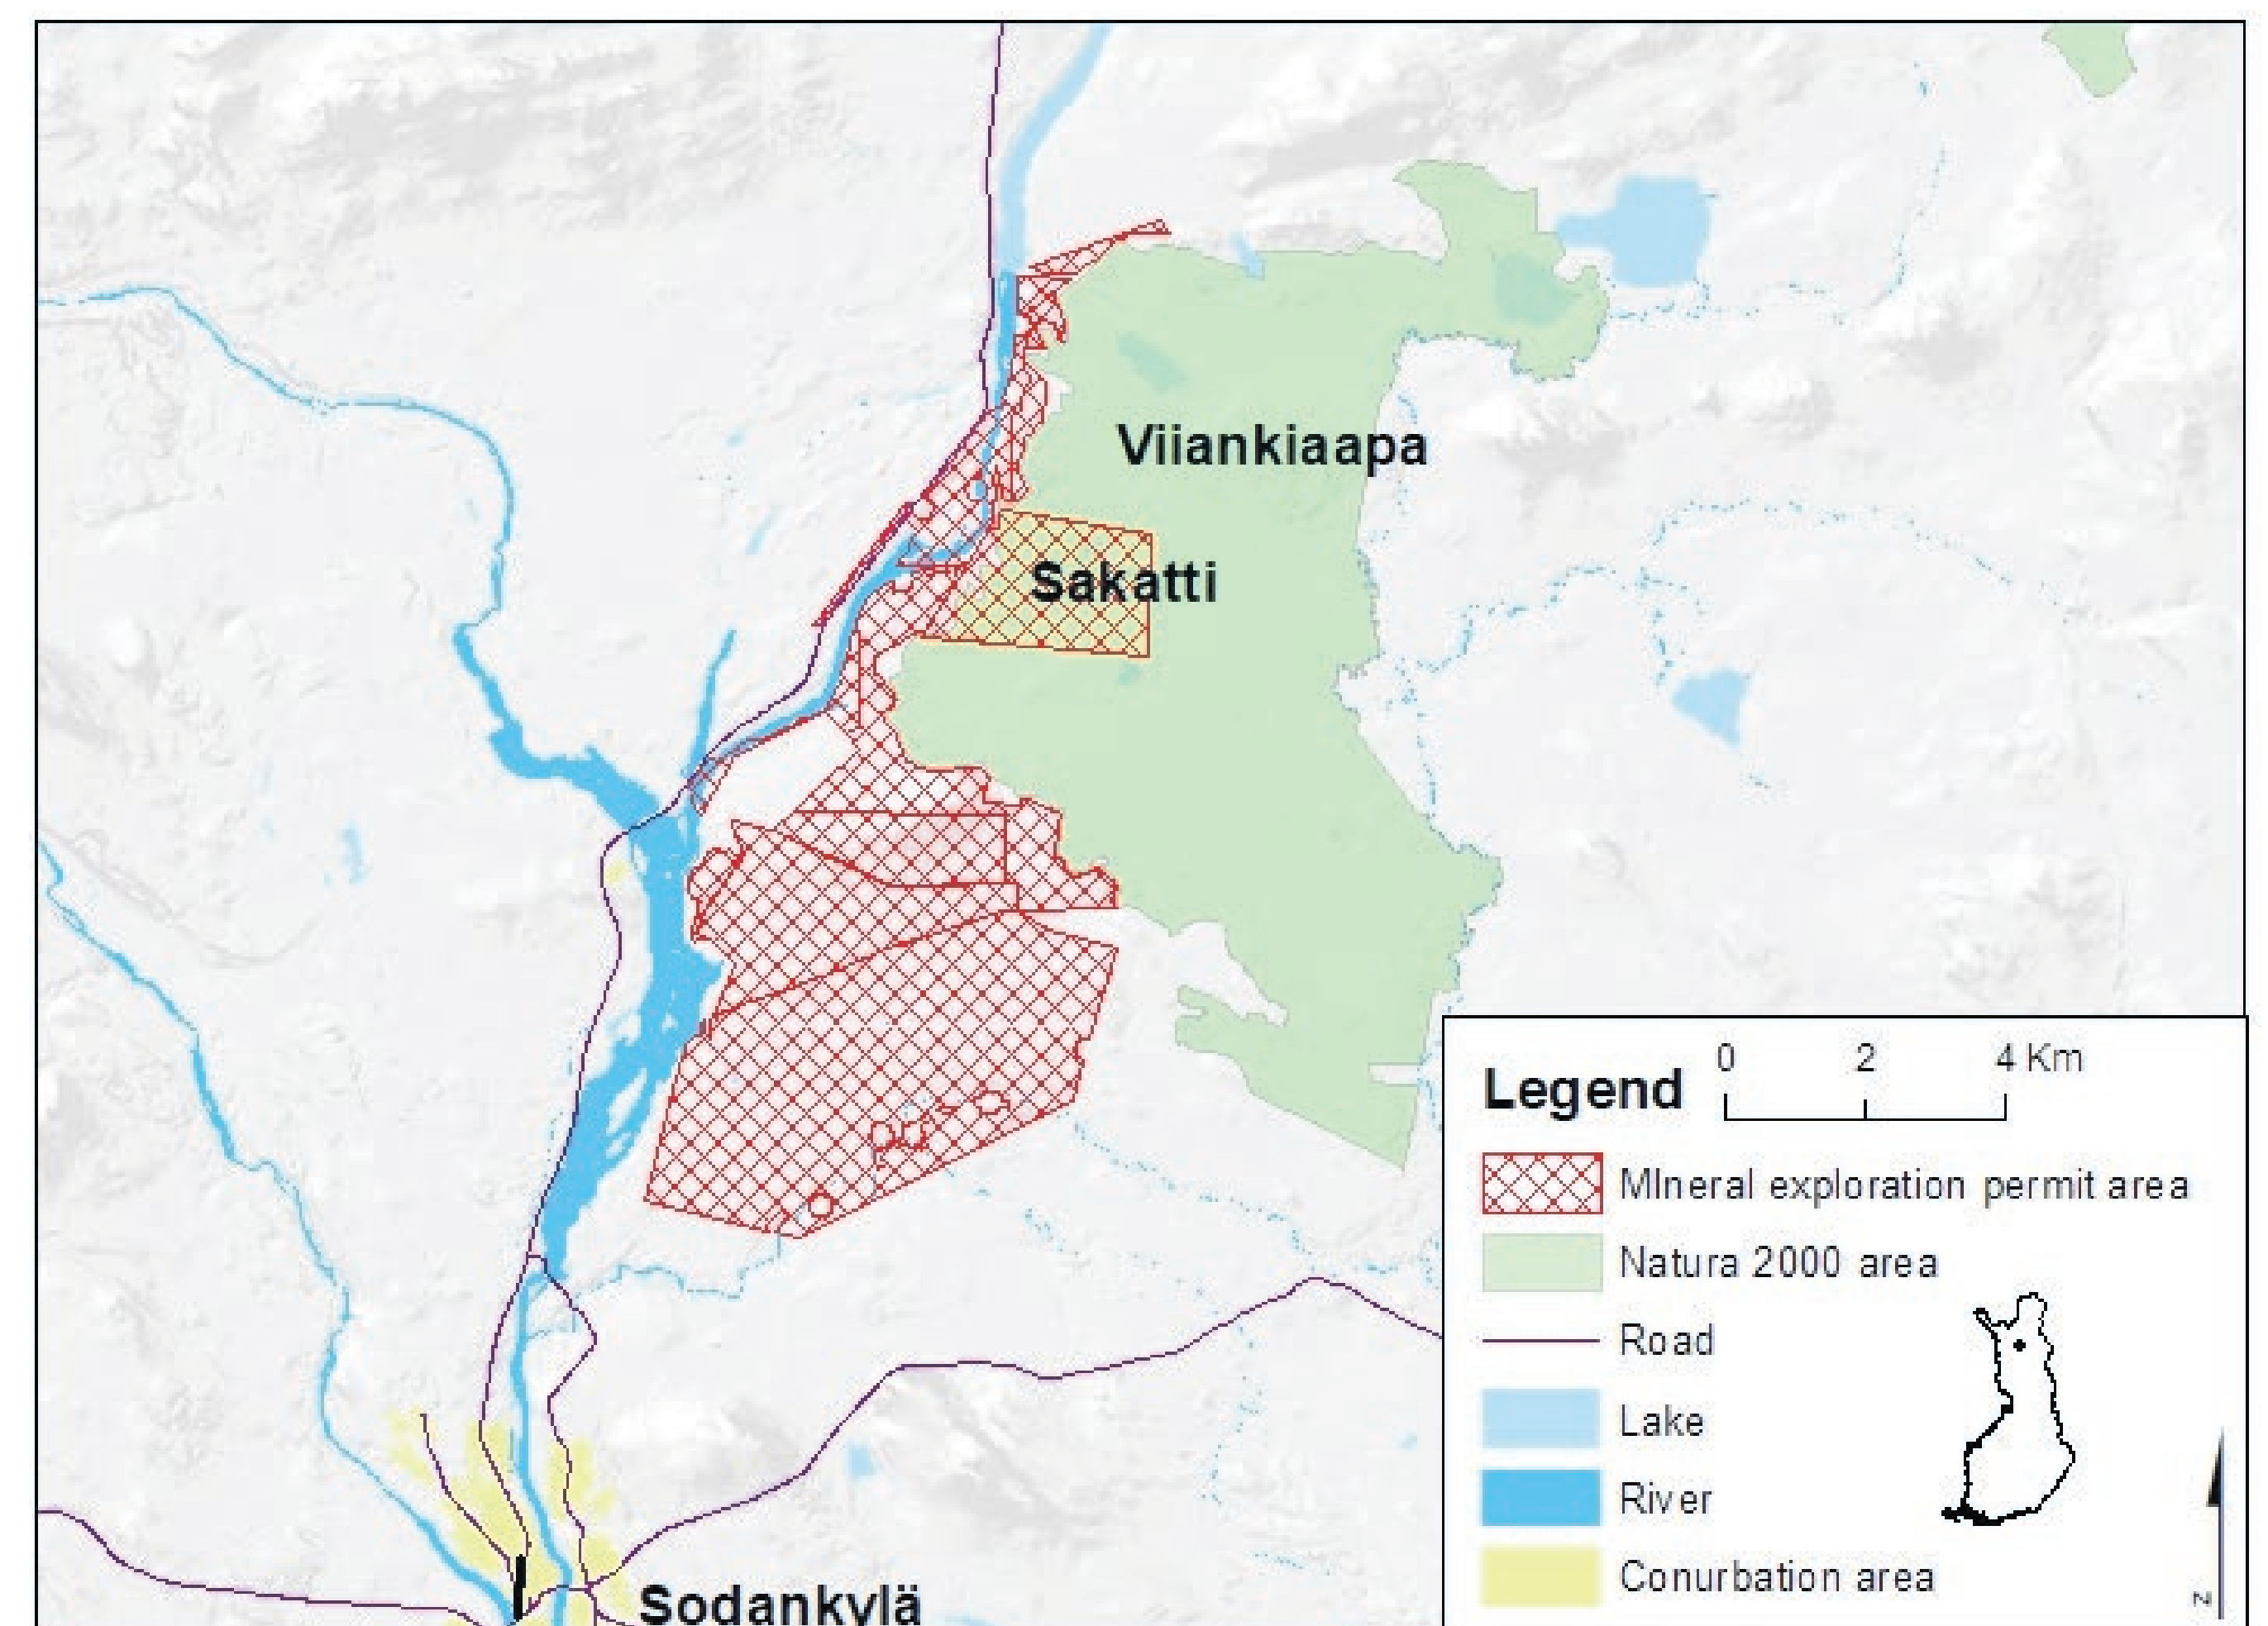 Viiankiaapa
Sakatti
Sodankylä
Legend
0 2 4 Km
MIneral exploration permit area
Natura 2000 area
Road
Lake
River
Conurbation area
N